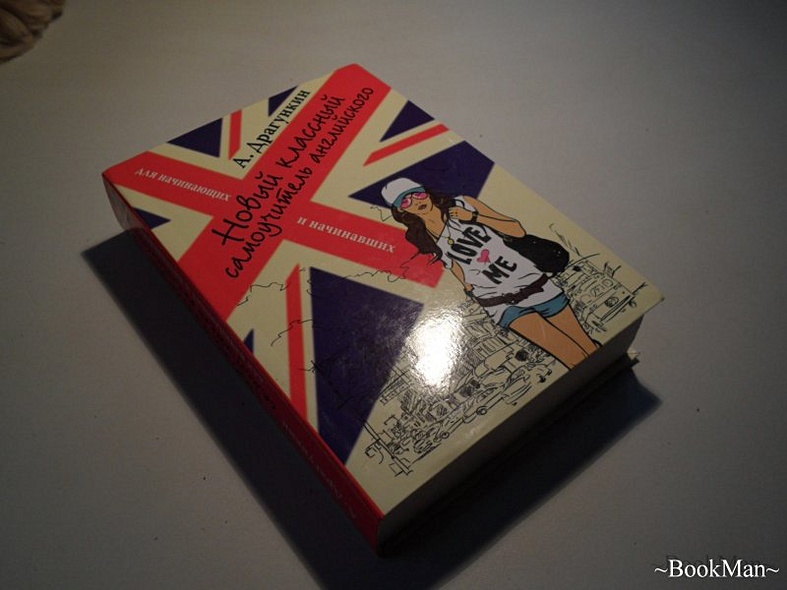 А. Драгункин
Новый классный
самоучитель английского
для начинающих
и начинавших
LOVE
ME
~BookMan~